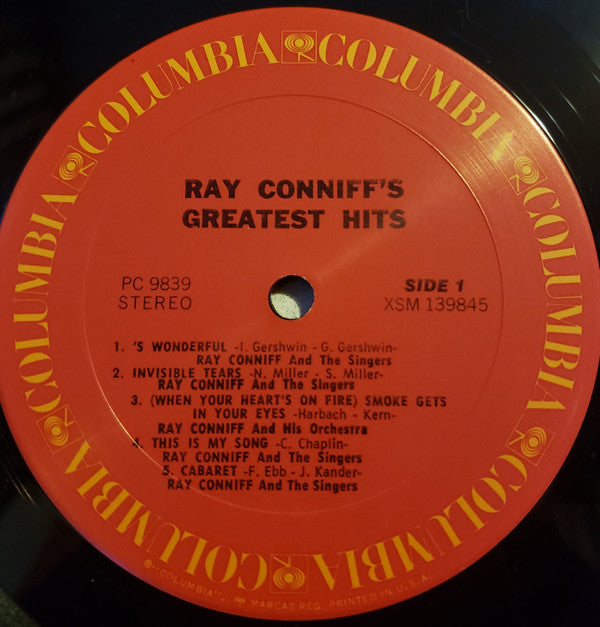 COLUMBIA COLUMBIA COLUMBIA COLUMBIA COLUMBIA COLUMBIA
RAY CONNIFF'S
GREATEST HITS
PC 9839
STEREO
SIDE 1
XSM 139845
1. 'S WONDERFUL -I. Gershwin -G. Gershwin-
RAY CONNIFF And The Singers
2. INVISIBLE TEARS -N. Miller - S. Miller-
RAY CONNIFF And The Singers
3. (WHEN YOUR HEART'S ON FIRE) SMOKE GETS
IN YOUR EYES -Harbach - Kern-
RAY CONNIFF And His Orchestra
4. THIS IS MY SONG -C. Chaplin-
RAY CONNIFF And The Singers
5. CABARET -F. Ebb - J. Kander-
RAY CONNIFF And The Singers
® "COLUMBIA", MARCAS REG. PRINTED IN U.S.A.